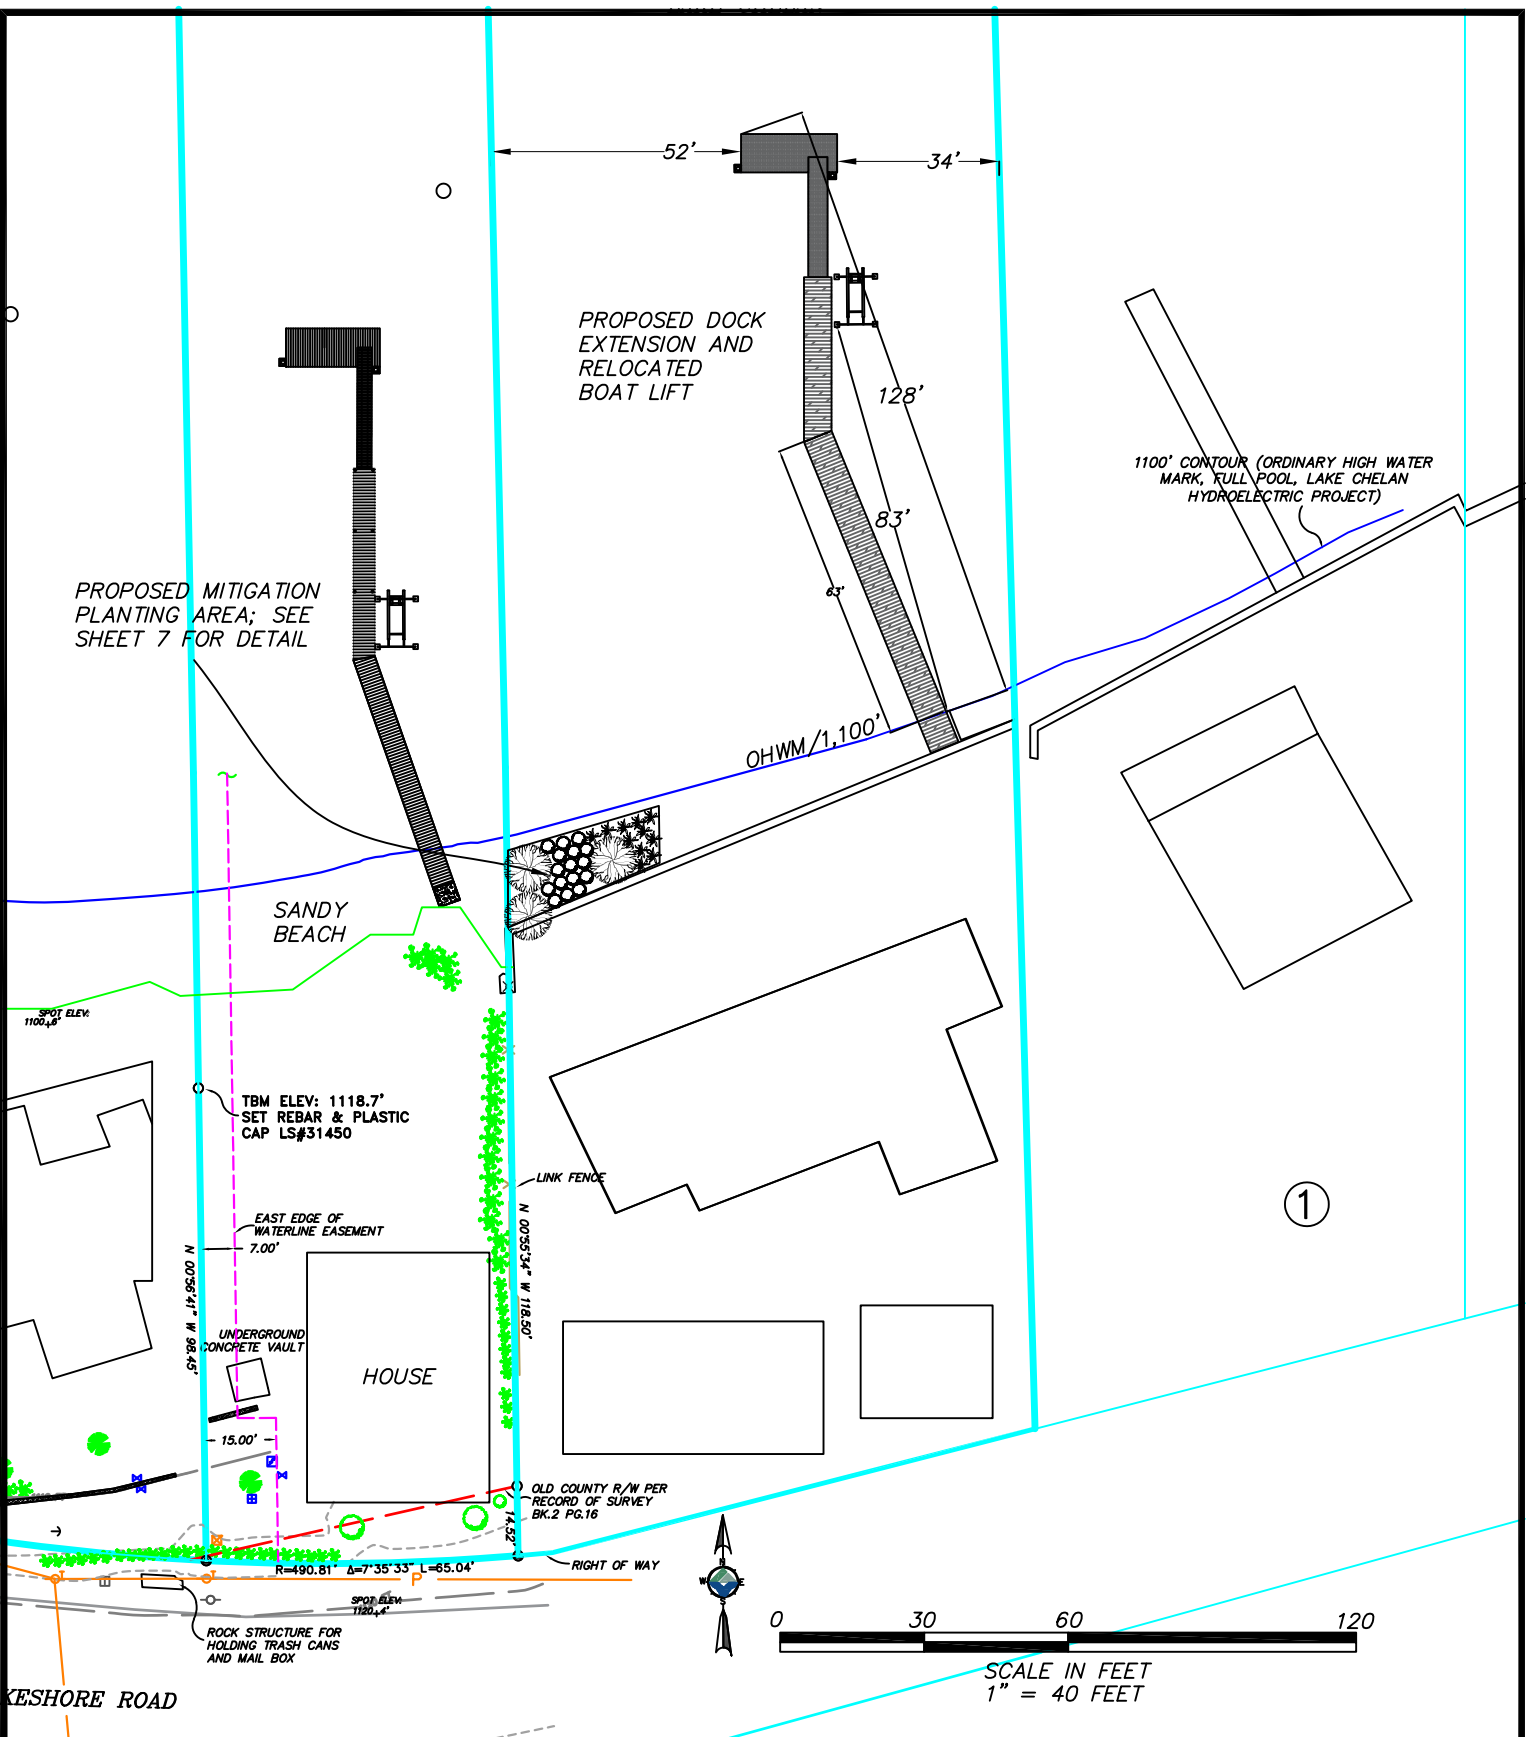 52'
34'
PROPOSED DOCK
EXTENSION AND
RELOCATED
BOAT LIFT
128'
1100' CONTOUR (ORDINARY HIGH WATER
MARK, FULL POOL, LAKE CHELAN
HYDROELECTRIC PROJECT)
83'
63'
PROPOSED MITIGATION
PLANTING AREA; SEE
SHEET 7 FOR DETAIL
OHWM/1,100'
SANDY
BEACH
SPOT ELEV:
1100.6'
TBM ELEV: 1118.7'
SET REBAR & PLASTIC
CAP LS#31450
LINK FENCE
EAST EDGE OF
WATERLINE EASEMENT
7.00'
N 00°56'41" W 98.45'
N 00°55'34" W 118.50'
1
UNDERGROUND
CONCRETE VAULT
HOUSE
15.00'
OLD COUNTY R/W PER
RECORD OF SURVEY
BK.2 PG.16
14.52'
RIGHT OF WAY
R=490.81' Δ=7°35'33" L=65.04'
P
SPOT ELEV:
1120.4'
ROCK STRUCTURE FOR
HOLDING TRASH CANS
AND MAIL BOX
N
W E
S
0 30 60 120
SCALE IN FEET
1" = 40 FEET
KESHORE ROAD